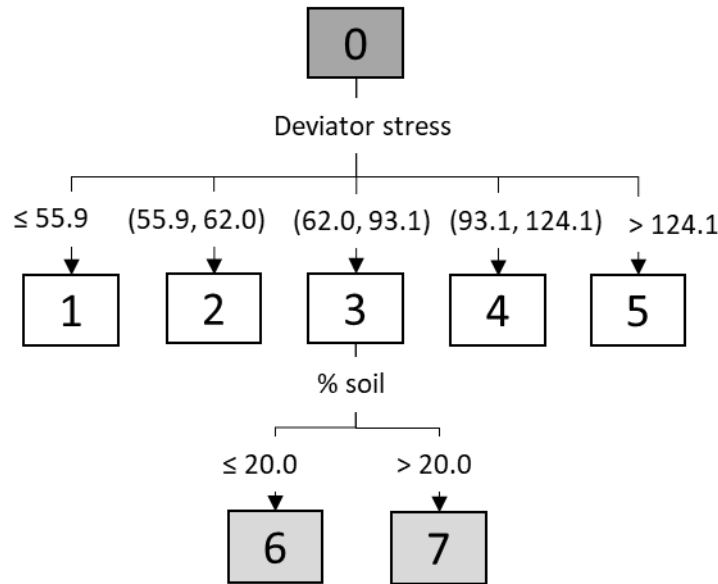 0
Deviator stress
≤ 55.9 (55.9, 62.0) (62.0, 93.1) (93.1, 124.1) > 124.1
1 2 3 4 5
% soil
≤ 20.0 > 20.0
6 7